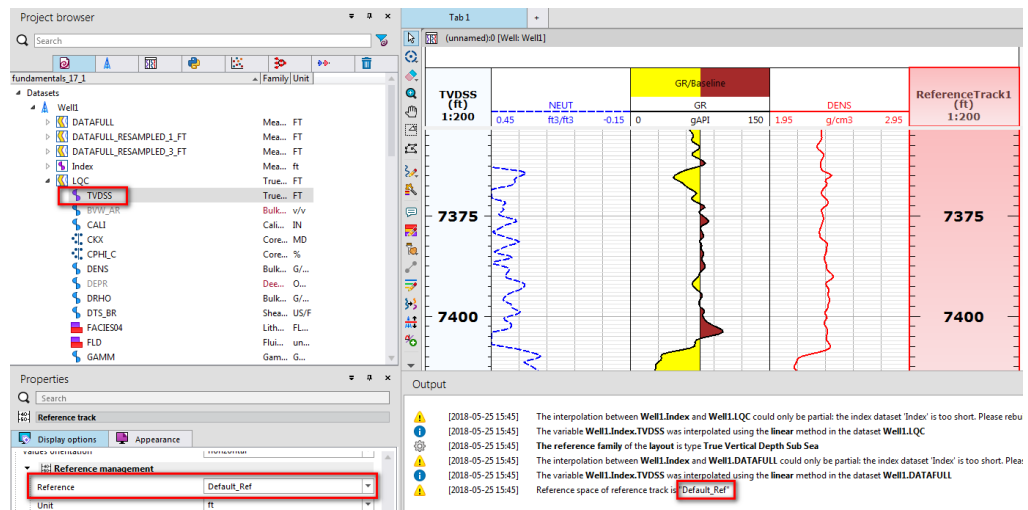 Project browser
Search
fundamentals_17_1
Family Unit
Datasets
Well1
DATAFULL Mea... FT
DATAFULL_RESAMPLED_1_FT Mea... FT
DATAFULL_RESAMPLED_3_FT Mea... FT
Index Mea... ft
LQC True... FT
TVDSS True... FT
BVW_AR Bulk... v/v
CALI Cali... IN
CKX Core... MD
CPHI_C Core... %
DENS Bulk... G/...
DEPR Dee... O...
DRHO Bulk... G/...
DTS_BR Shea... US/F
FACIES04 Lith... FL...
FLD Flui... un...
GAMM Gam... G...
Properties
Search
Reference track
Display options Appearance
Values orientation Horizontal
Reference management
Reference Default_Ref
Unit ft
Tab 1 +
(unnamed):0 [Well: Well1]
TVDSS
(ft)
1:200
NEUT
0.45 ft3/ft3 -0.15
GR/Baseline
GR
0 gAPI 150
DENS
1.95 g/cm3 2.95
ReferenceTrack1
(ft)
1:200
7375 7375
7400 7400
Output
[2018-05-25 15:45] The interpolation between Well1.Index and Well1.LQC could only be partial: the index dataset 'Index' is too short. Please rebu
[2018-05-25 15:45] The variable Well1.Index.TVDSS was interpolated using the linear method in the dataset Well1.LQC
[2018-05-25 15:45] The reference family of the layout is type True Vertical Depth Sub Sea
[2018-05-25 15:45] The interpolation between Well1.Index and Well1.DATAFULL could only be partial: the index dataset 'Index' is too short. Pleas
[2018-05-25 15:45] The variable Well1.Index.TVDSS was interpolated using the linear method in the dataset Well1.DATAFULL
[2018-05-25 15:45] Reference space of reference track is "Default_Ref"